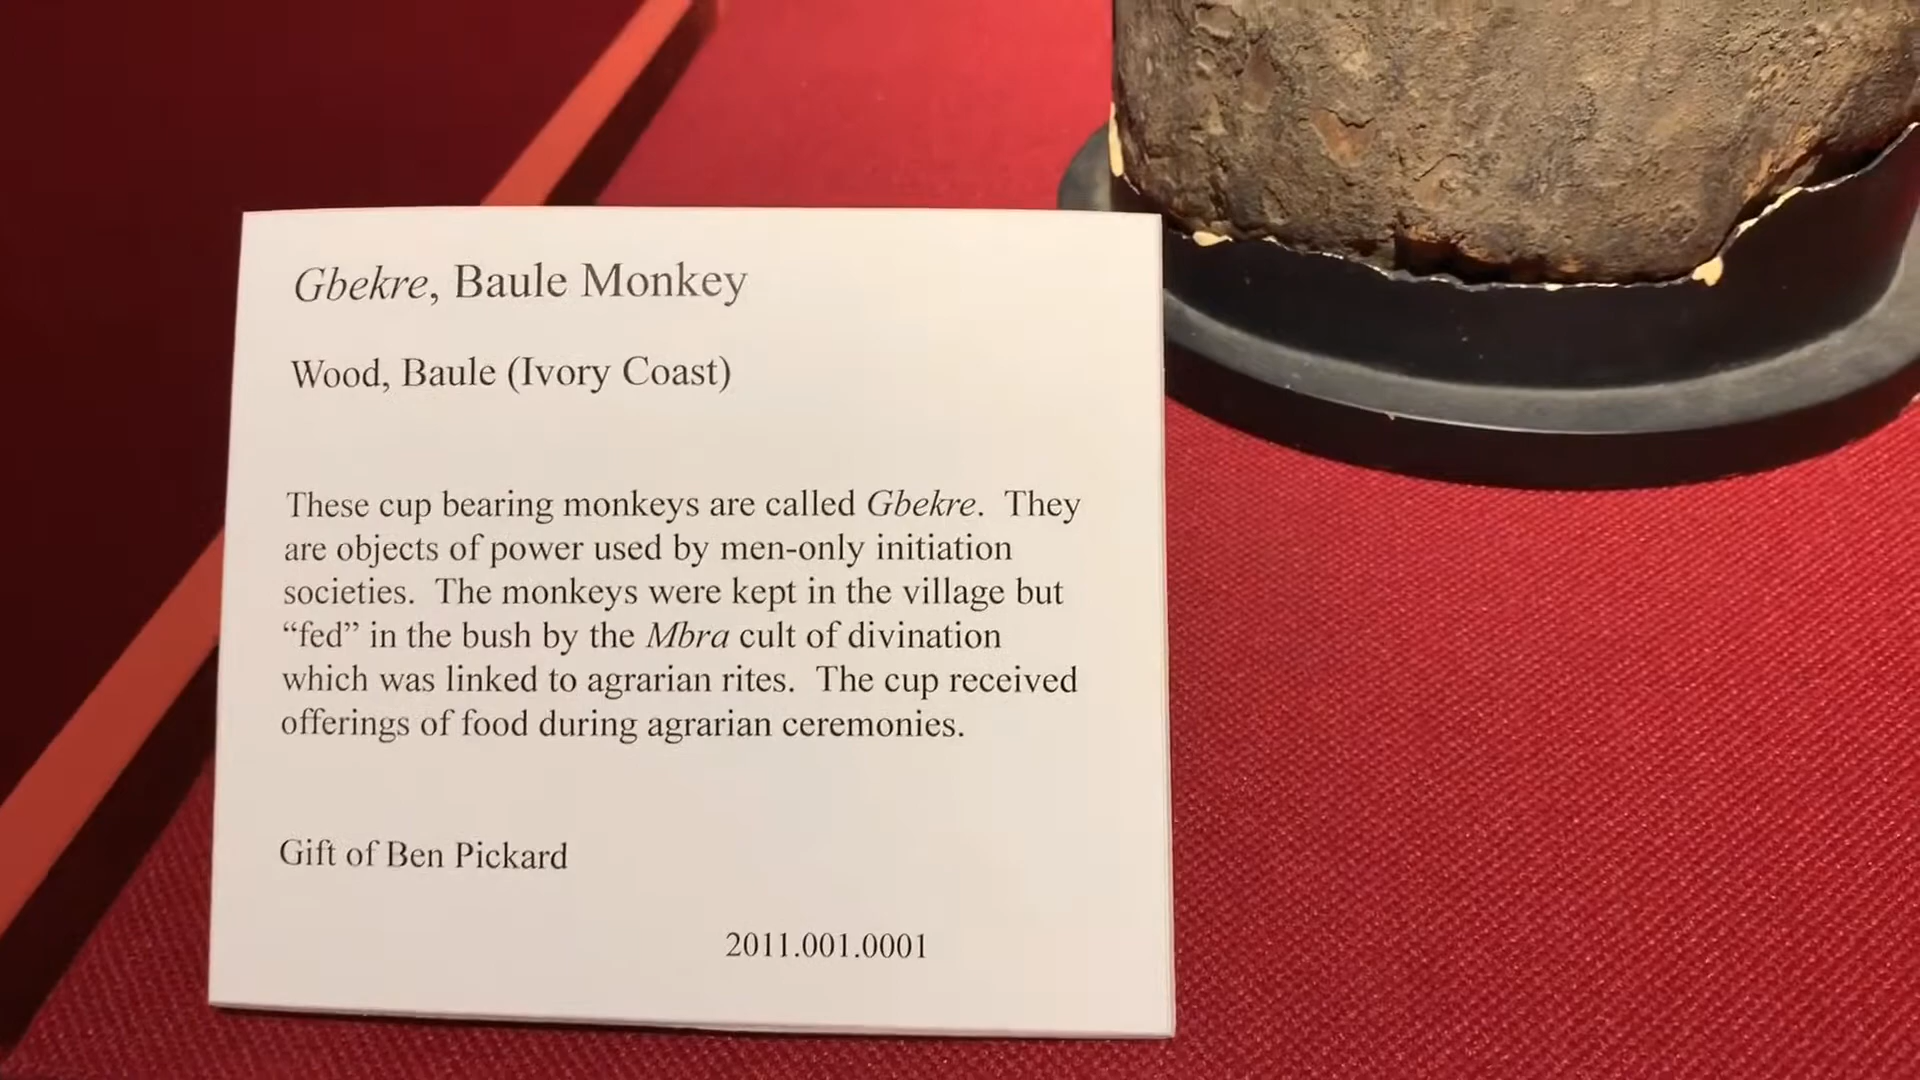 Gbekre, Baule Monkey
Wood, Baule (Ivory Coast)
These cup bearing monkeys are called Gbekre.  They
are objects of power used by men-only initiation
societies.  The monkeys were kept in the village but
“fed” in the bush by the Mbra cult of divination
which was linked to agrarian rites.  The cup received
offerings of food during agrarian ceremonies.
Gift of Ben Pickard
2011.001.0001